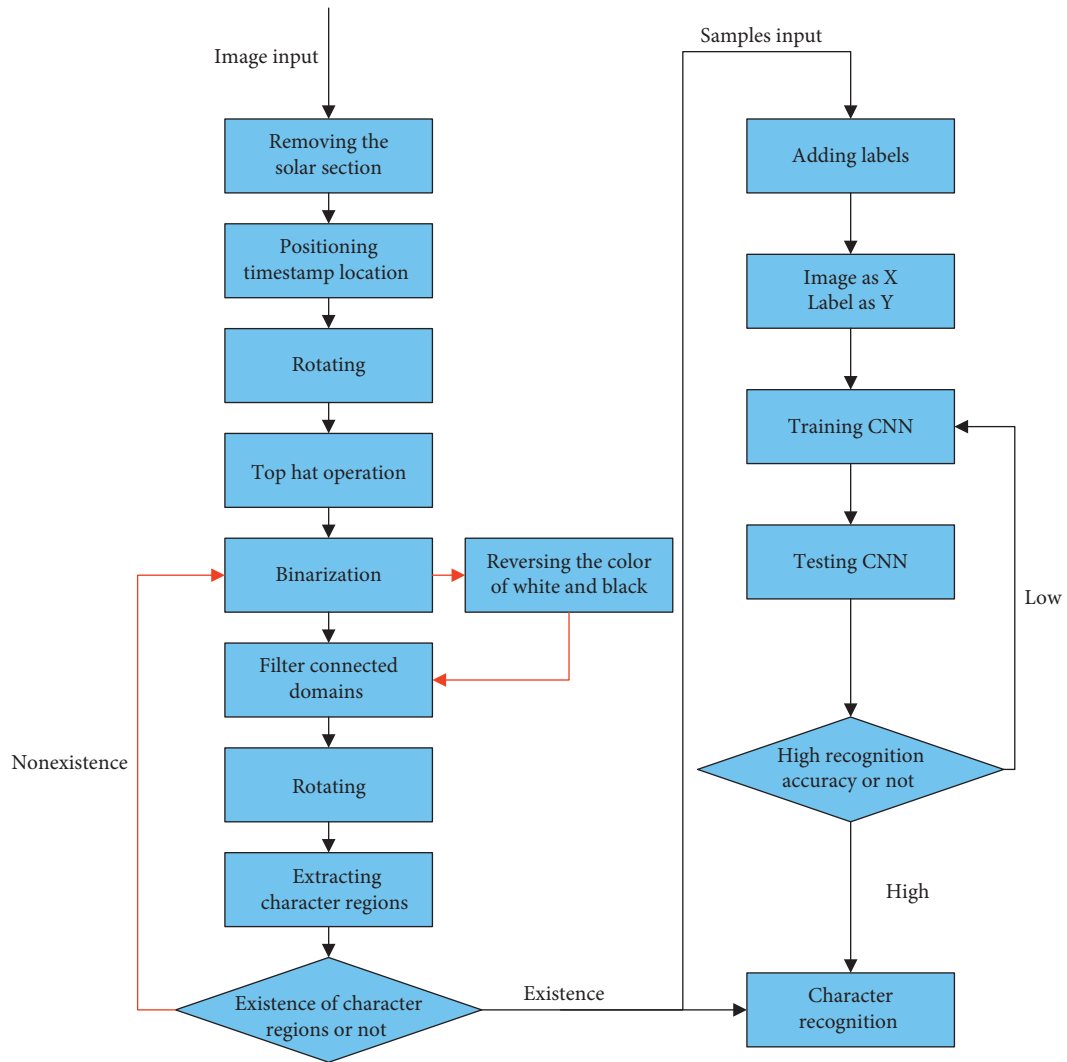 Image input
Removing the
solar section
Positioning
timestamp location
Rotating
Top hat operation
Binarization
Reversing the color
of white and black
Filter connected
domains
Nonexistence
Rotating
Extracting
character regions
Existence of character
regions or not
Existence
Samples input
Adding labels
Image as X
Label as Y
Training CNN
Testing CNN
Low
High recognition
accuracy or not
High
Character
recognition